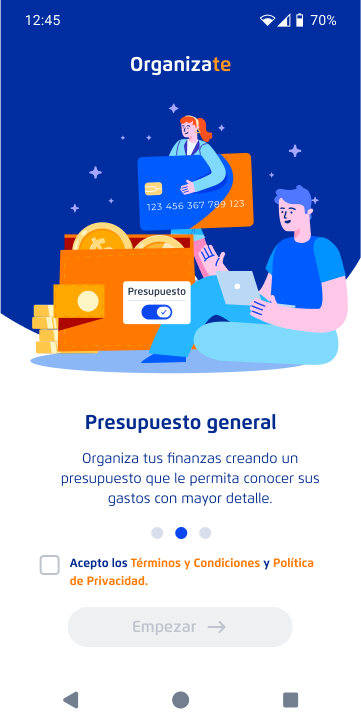 12:45
70%
Organizate
123 456 367 789 123
Presupuesto
Presupuesto general
Organiza tus finanzas creando un
presupuesto que le permita conocer sus
gastos con mayor detalle.
Acepto los Términos y Condiciones y Política
de Privacidad.
Empezar